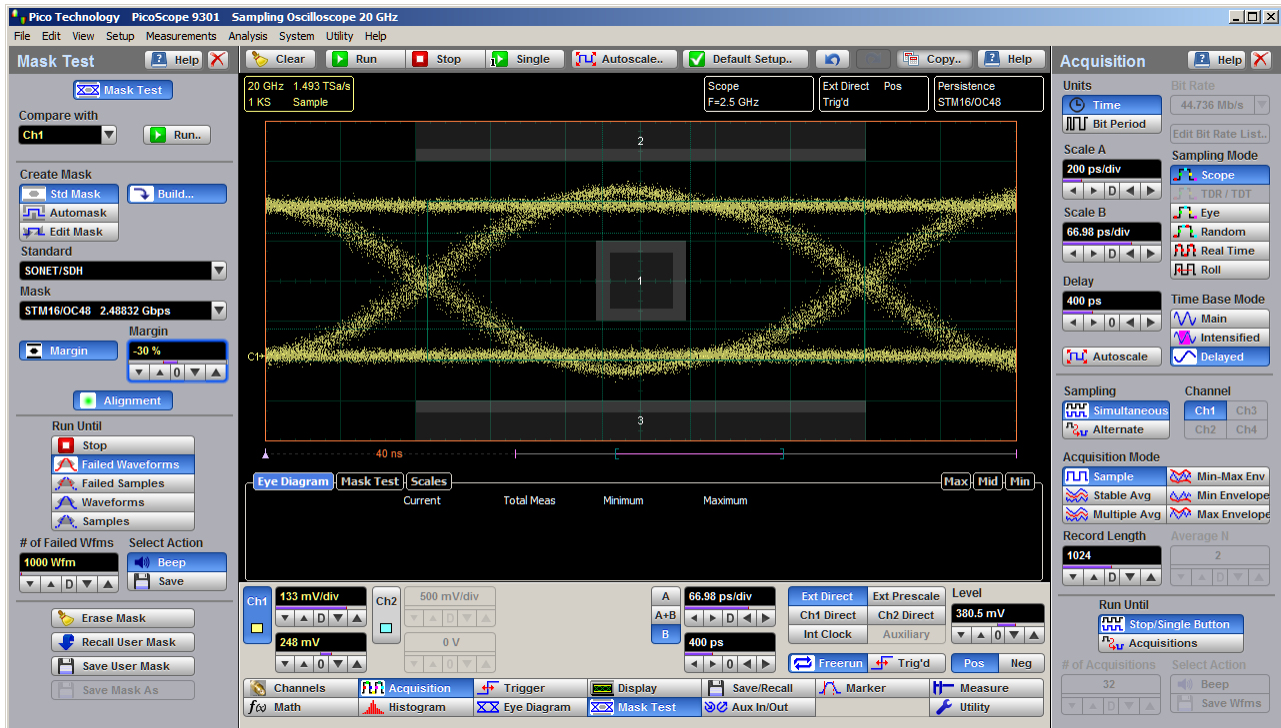 Pico Technology PicoScope 9301 Sampling Oscilloscope 20 GHz
File Edit View Setup Measurements Analysis System Utility Help
Mask Test Help
Mask Test
Compare with
Ch1 Run..
Create Mask
Std Mask Build...
Automask
Edit Mask
Standard
SONET/SDH
Mask
STM16/OC48 2.48832 Gbps
Margin
Margin -30 %
0
Alignment
Run Until
Stop
Failed Waveforms
Failed Samples
Waveforms
Samples
# of Failed Wfms Select Action
1000 Wfm Beep
D Save
Erase Mask
Recall User Mask
Save User Mask
Save Mask As
Clear Run Stop Single Autoscale.. Default Setup.. Copy.. Help
20 GHz 1.493 TSa/s
1 KS Sample
Scope
F=2.5 GHz
Ext Direct Pos
Trig'd
Persistence
STM16/OC48
2
1
C1
3
40 ns
Eye Diagram Mask Test Scales Max Mid Min
Current Total Meas Minimum Maximum
Ch1 133 mV/div Ch2 500 mV/div A 66.98 ps/div Ext Direct Ext Prescale Level
D D A+B D Ch1 Direct Ch2 Direct 380.5 mV
248 mV 0 V B 400 ps Int Clock Auxiliary 0
0 0 0 Freerun Trig'd Pos Neg
Channels Acquisition Trigger Display Save/Recall Marker Measure
f∞ Math Histogram Eye Diagram Mask Test Aux In/Out Utility
Acquisition Help
Units Bit Rate
Time 44.736 Mb/s
Bit Period Edit Bit Rate List..
Scale A Sampling Mode
200 ps/div Scope
D TDR / TDT
Scale B Eye
66.98 ps/div Random
D Real Time
Delay Roll
400 ps Time Base Mode
0 Main
Intensified
Autoscale Delayed
Sampling Channel
Simultaneous Ch1 Ch3
Alternate Ch2 Ch4
Acquisition Mode
Sample Min-Max Env
Stable Avg Min Envelope
Multiple Avg Max Envelope
Record Length Average N
1024 2
D D
Run Until
Stop/Single Button
Acquisitions
# of Acquisitions Select Action
32 Beep
D Save Wfms